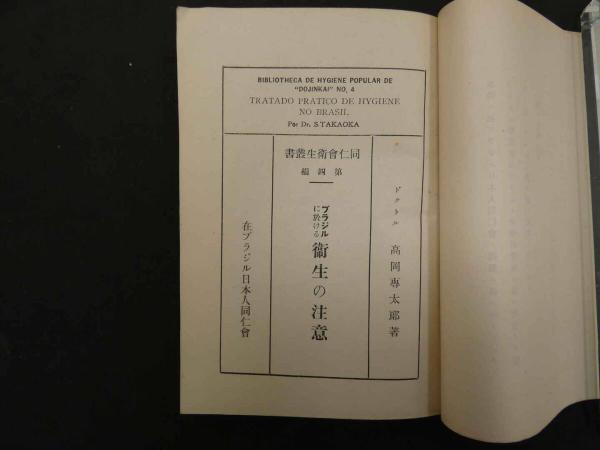 BIBLIOTHECA DE HYGIENE POPULAR DE
"DOJINKAI" NO, 4
TRATADO PRATICO DE HYGIENE
NO BRASIL
Por Dr. S. TAKAOKA
書叢生衛會仁同
編四第
ドクトル 高岡專太郎著
ブラジルに於ける
衛生の注意
在ブラジル日本人同仁會